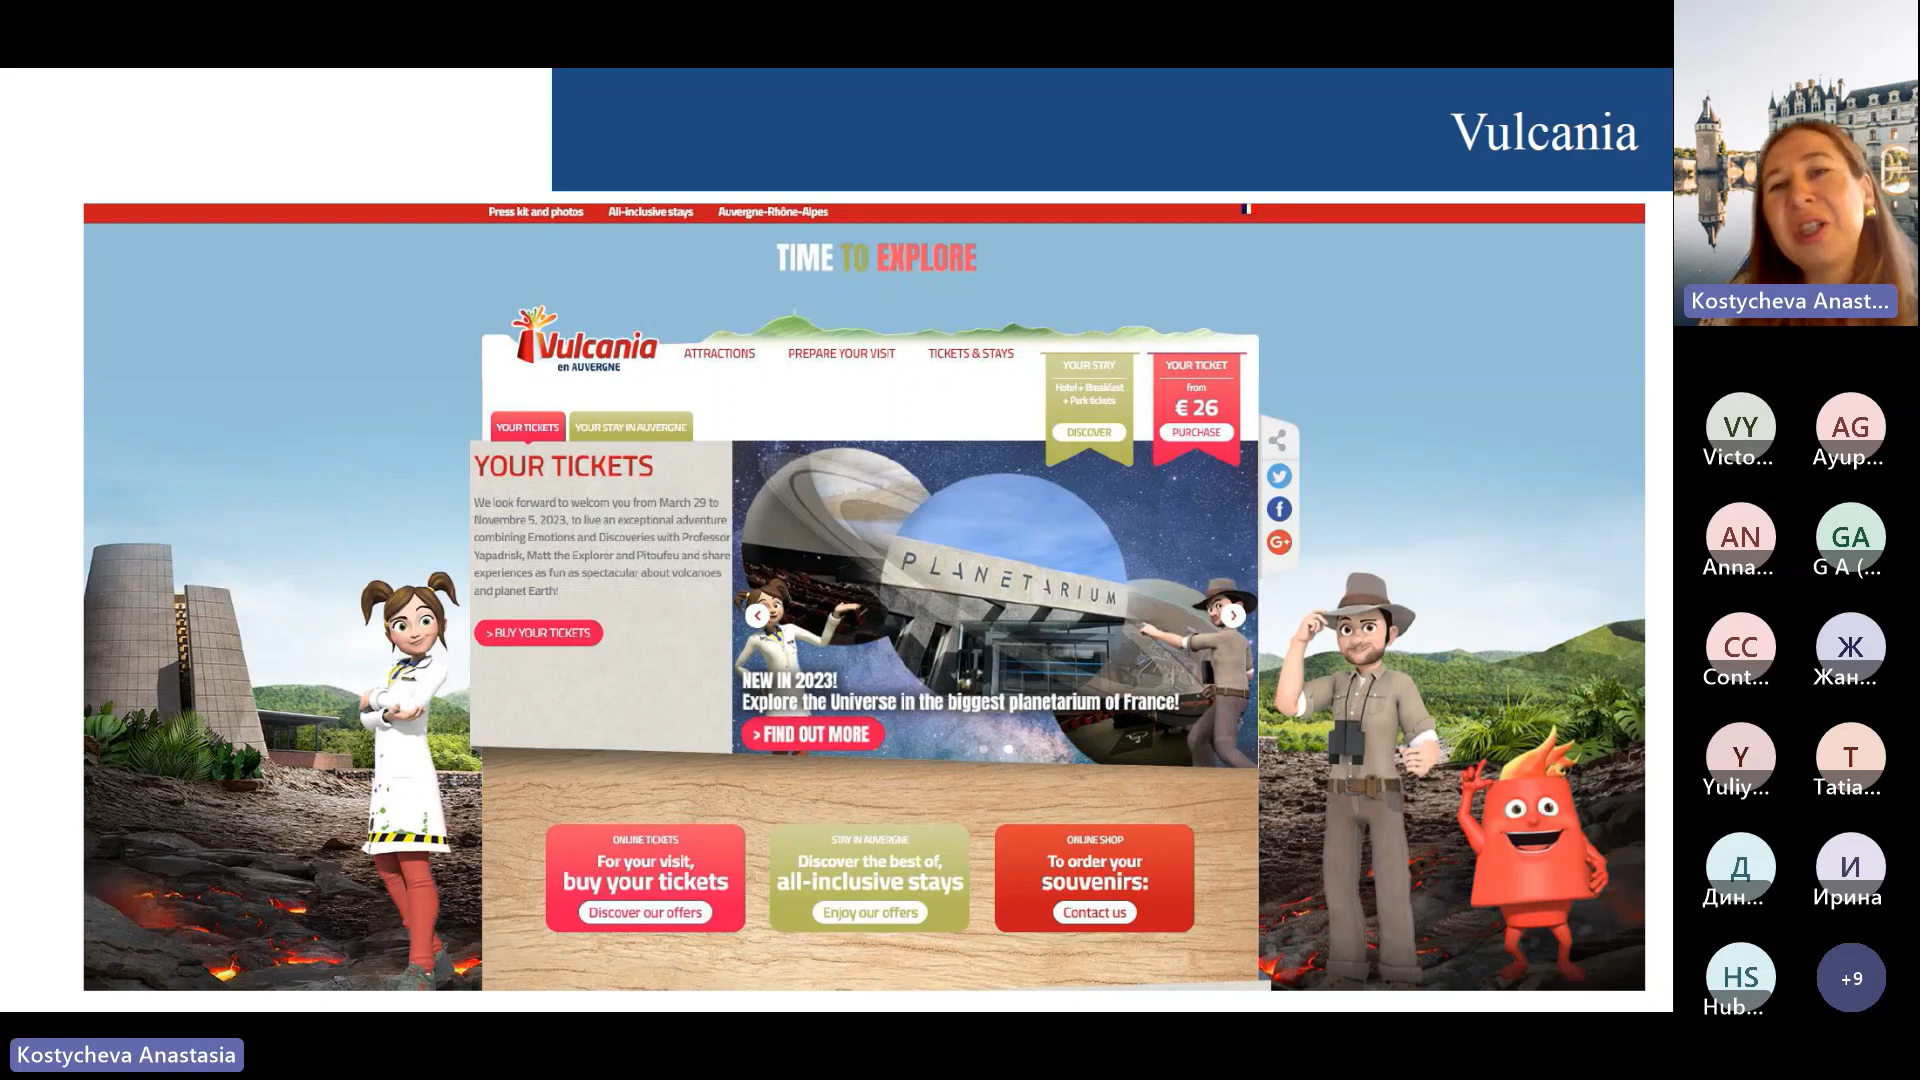 Vulcania
Press kit and photos
All-inclusive stays
Auvergne-Rhône-Alpes
TIME TO EXPLORE
Vulcania
en AUVERGNE
ATTRACTIONS
PREPARE YOUR VISIT
TICKETS & STAYS
YOUR STAY
Hotel + Breakfast
+ Park tickets
DISCOVER
YOUR TICKET
from
€ 26
PURCHASE
YOUR TICKETS
YOUR STAY IN AUVERGNE
YOUR TICKETS
We look forward to welcom you from March 29 to
Novembre 5, 2023, to live an exceptional adventure
combining Emotions and Discoveries with Professor
Yapadrisk, Matt the Explorer and Pitoufeu and share
experiences as fun as spectacular about volcanoes
and planet Earth!
> BUY YOUR TICKETS
PLANETARIUM
NEW IN 2023!
Explore the Universe in the biggest planetarium of France!
> FIND OUT MORE
f
G+
ONLINE TICKETS
For your visit,
buy your tickets
Discover our offers
STAY IN AUVERGNE
Discover the best of,
all-inclusive stays
Enjoy our offers
ONLINE SHOP
To order your
souvenirs:
Contact us
Kostycheva Anast...
VY
Victo...
AG
Ayup...
AN
Anna...
GA
G A (...
CC
Cont...
Ж
Жан...
Y
Yuliy...
T
Tatia...
Д
Дин...
И
Ирина
HS
Hub...
+9
Kostycheva Anastasia